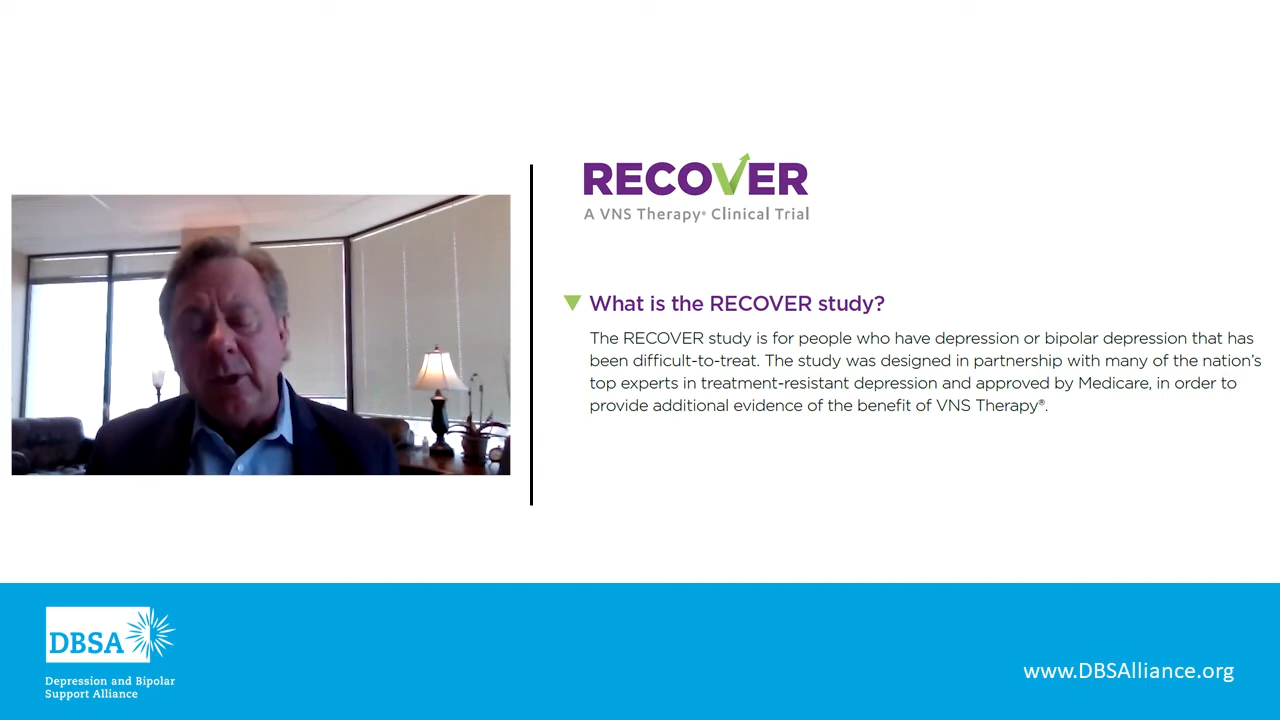 RECOVER
A VNS Therapy® Clinical Trial
What is the RECOVER study?
The RECOVER study is for people who have depression or bipolar depression that has
been difficult-to-treat. The study was designed in partnership with many of the nation's
top experts in treatment-resistant depression and approved by Medicare, in order to
provide additional evidence of the benefit of VNS Therapy®.
DBSA
Depression and Bipolar
Support Alliance
www.DBSAlliance.org